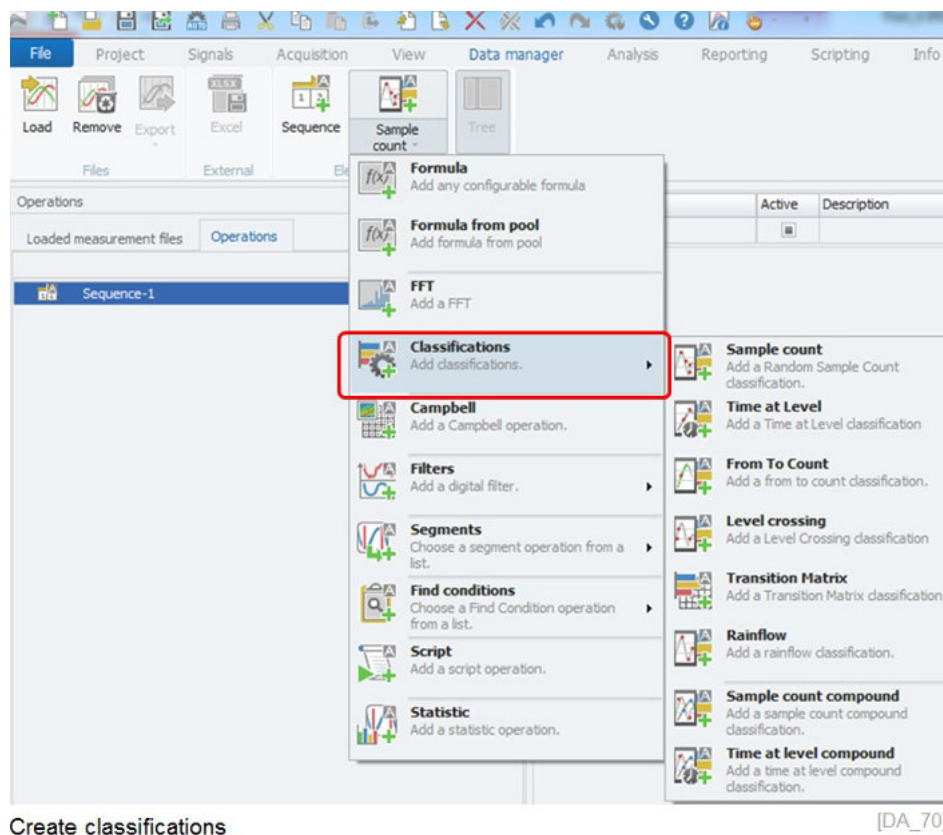 File Project Signals Acquisition View Data manager Analysis Reporting Scripting Info
AUTO
XLSX
Load Remove Export Excel Sequence Sample count Tree
Files External Ele
Operations
Loaded measurement files Operations
Active Description
Sequence-1
Formula
Add any configurable formula
Formula from pool
Add formula from pool
FFT
Add a FFT
Classifications
Add classifications.
Campbell
Add a Campbell operation.
Filters
Add a digital filter.
Segments
Choose a segment operation from a
list.
Find conditions
Choose a Find Condition operation
from a list.
Script
Add a script operation.
Statistic
Add a statistic operation.
Sample count
Add a Random Sample Count
classification.
Time at Level
Add a Time at Level classification
From To Count
Add a from to count classification.
Level crossing
Add a Level Crossing classification
Transition Matrix
Add a Transition Matrix classification
Rainflow
Add a rainflow classification.
Sample count compound
Add a sample count compound
classification.
Time at level compound
Add a time at level compound
classification.
Create classifications
[DA_70